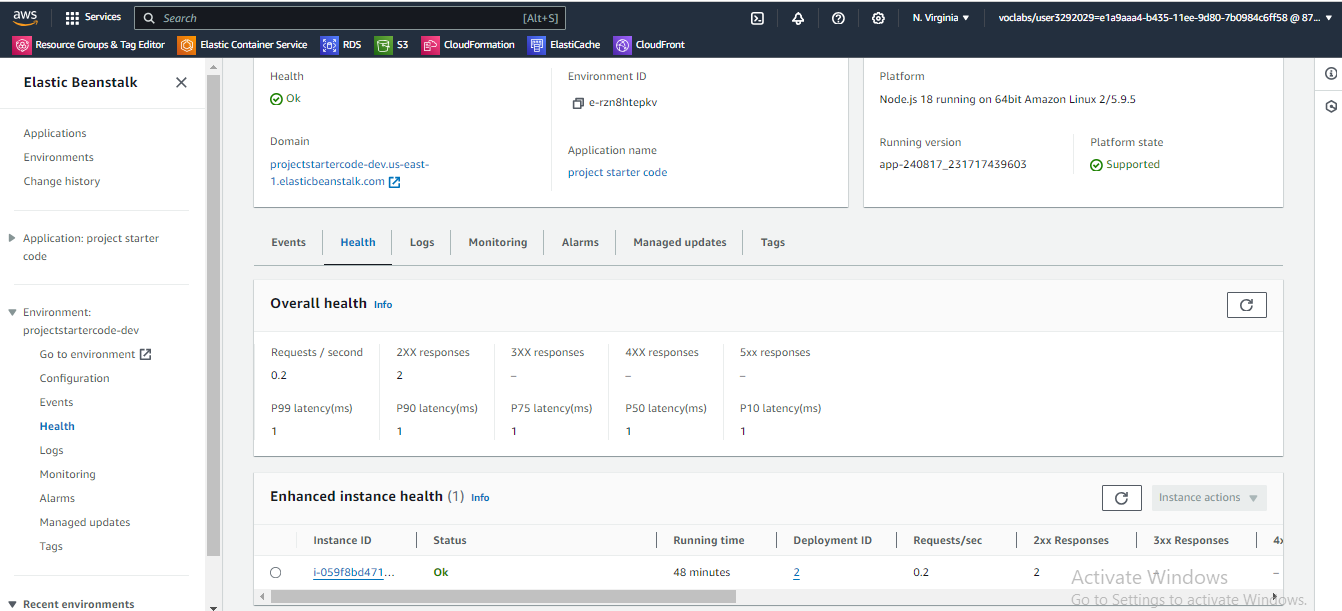 aws
Services
Search
[Alt+S]
N. Virginia
voclabs/user3292029=e1a9aaa4-b435-11ee-9d80-7b0984c6ff58 @ 87...
Resource Groups & Tag Editor
Elastic Container Service
RDS
S3
CloudFormation
ElastiCache
CloudFront
Elastic Beanstalk
Applications
Environments
Change history
Application: project starter
code
Environment:
projectstartercode-dev
Go to environment
Configuration
Events
Health
Logs
Monitoring
Alarms
Managed updates
Tags
Recent environments
Health
Ok
Domain
projectstartercode-dev.us-east-
1.elasticbeanstalk.com
Environment ID
e-rzn8htepkv
Application name
project starter code
Platform
Node.js 18 running on 64bit Amazon Linux 2/5.9.5
Running version
app-240817_231717439603
Platform state
Supported
Events
Health
Logs
Monitoring
Alarms
Managed updates
Tags
Overall health Info
Requests / second
0.2
2XX responses
2
3XX responses
–
4XX responses
–
5xx responses
–
P99 latency(ms)
1
P90 latency(ms)
1
P75 latency(ms)
1
P50 latency(ms)
1
P10 latency(ms)
1
Enhanced instance health (1) Info
Instance actions
Instance ID
Status
Running time
Deployment ID
Requests/sec
2xx Responses
3xx Responses
4x
i-059f8bd471...
Ok
48 minutes
2
0.2
2
–
–
Activate Windows
Go to Settings to activate Windows.